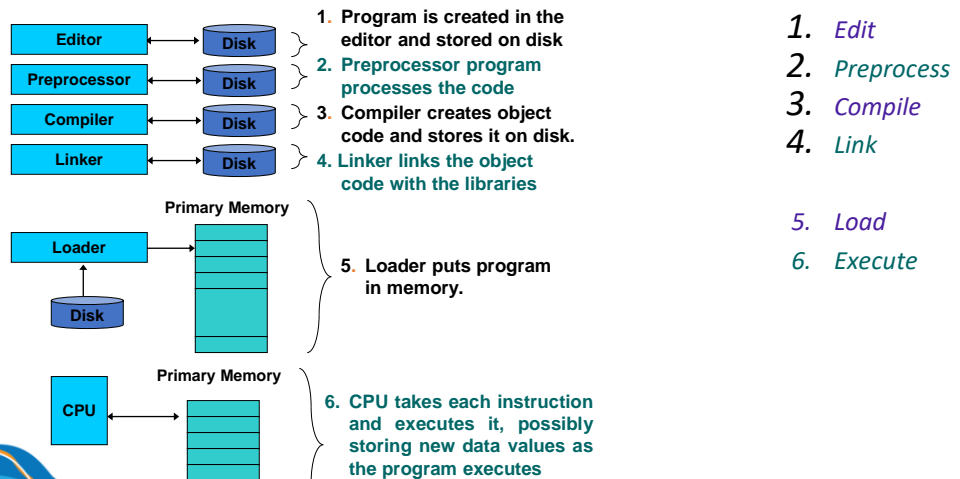 Editor
Disk
1. Program is created in the
editor and stored on disk
Preprocessor
Disk
2. Preprocessor program
processes the code
Compiler
Disk
3. Compiler creates object
code and stores it on disk.
Linker
Disk
4. Linker links the object
code with the libraries
Primary Memory
Loader
Disk
5. Loader puts program
in memory.
Primary Memory
CPU
6. CPU takes each instruction
and executes it, possibly
storing new data values as
the program executes
1. Edit
2. Preprocess
3. Compile
4. Link
5. Load
6. Execute